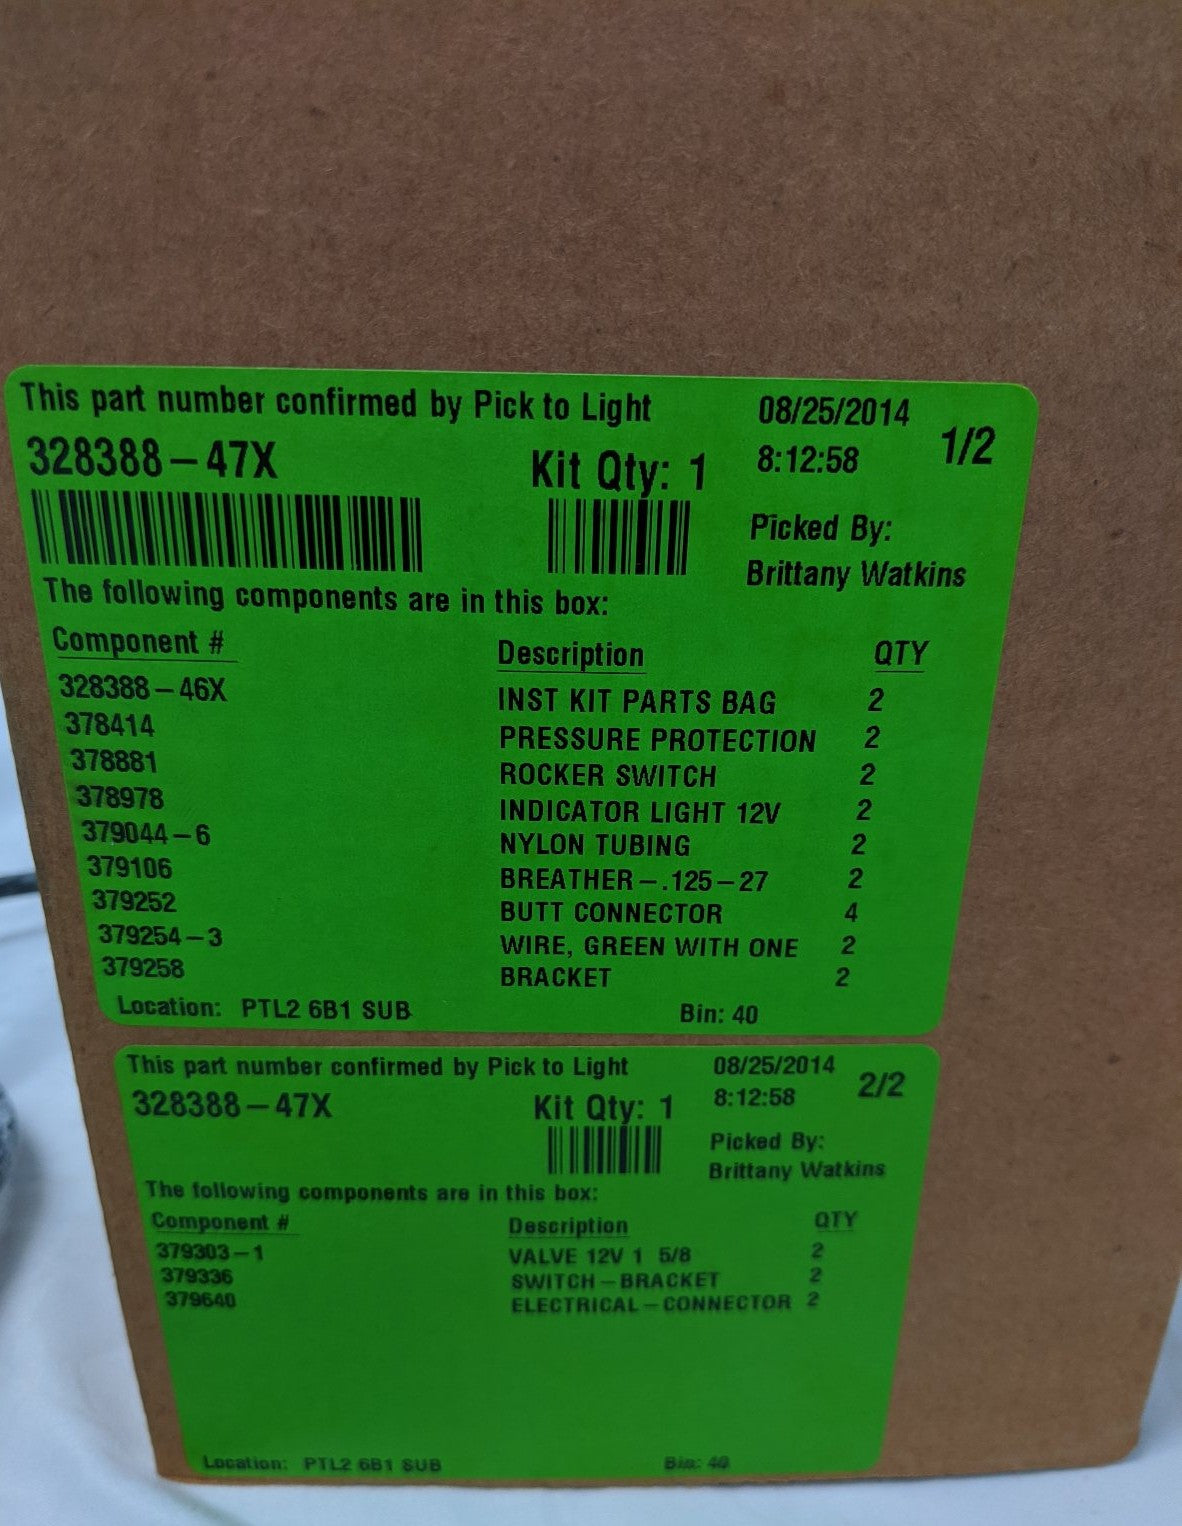 This part number confirmed by Pick to Light 08/25/2014 1/2
328388-47X Kit Qty: 1 8:12:58
Picked By:
Brittany Watkins
The following components are in this box:
Component # Description QTY
328388-46X INST KIT PARTS BAG 2
378414 PRESSURE PROTECTION 2
378881 ROCKER SWITCH 2
378978 INDICATOR LIGHT 12V 2
379044-6 NYLON TUBING 2
379106 BREATHER-.125-27 2
379252 BUTT CONNECTOR 4
379254-3 WIRE, GREEN WITH ONE 2
379258 BRACKET 2
Location: PTL2 6B1 SUB Bin: 40
This part number confirmed by Pick to Light 08/25/2014 2/2
328388-47X Kit Qty: 1 8:12:58
Picked By:
Brittany Watkins
The following components are in this box:
Component # Description QTY
379303-1 VALVE 12V 1 5/8 2
379336 SWITCH-BRACKET 2
379640 ELECTRICAL-CONNECTOR 2
Location: PTL2 6B1 SUB Bin: 40